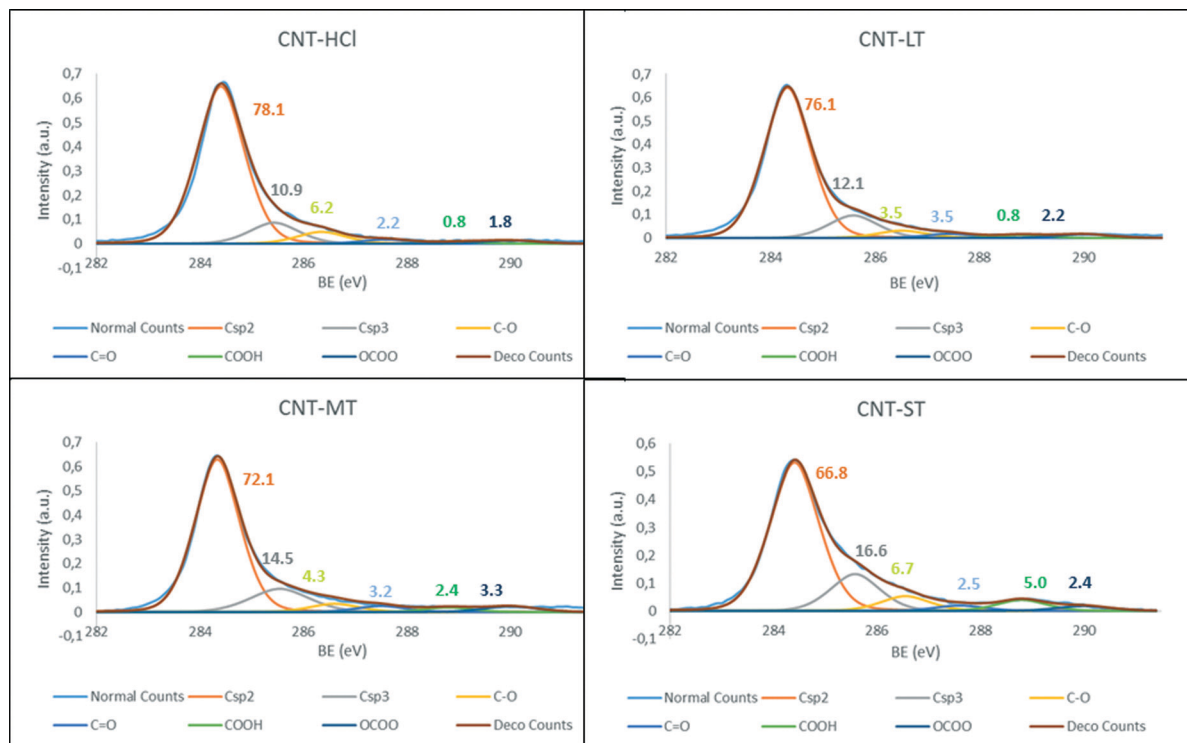 CNT-HCl
0,7
0,6
0,5
0,4
0,3
0,2
0,1
0
-0,1
Intensity (a.u.)
78.1
10.9
6.2
2.2
0.8
1.8
282 284 286 288 290
BE (eV)
Normal Counts Csp2 Csp3 C-O
C=O COOH OCOO Deco Counts
CNT-LT
0,7
0,6
0,5
0,4
0,3
0,2
0,1
0
Intensity (a.u.)
76.1
12.1
3.5
3.5
0.8
2.2
282 284 286 288 290
BE (eV)
Normal Counts Csp2 Csp3 C-O
C=O COOH OCOO Deco Counts
CNT-MT
0,7
0,6
0,5
0,4
0,3
0,2
0,1
0
-0,1
Intensity (a.u.)
72.1
14.5
4.3
3.2
2.4
3.3
282 284 286 288 290
BE (eV)
Normal Counts Csp2 Csp3 C-O
C=O COOH OCOO Deco Counts
CNT-ST
0,6
0,5
0,4
0,3
0,2
0,1
0
-0,1
Intensity (a.u.)
66.8
16.6
6.7
2.5
5.0
2.4
282 284 286 288 290
BE (eV)
Normal Counts Csp2 Csp3 C-O
C=O COOH OCOO Deco Counts